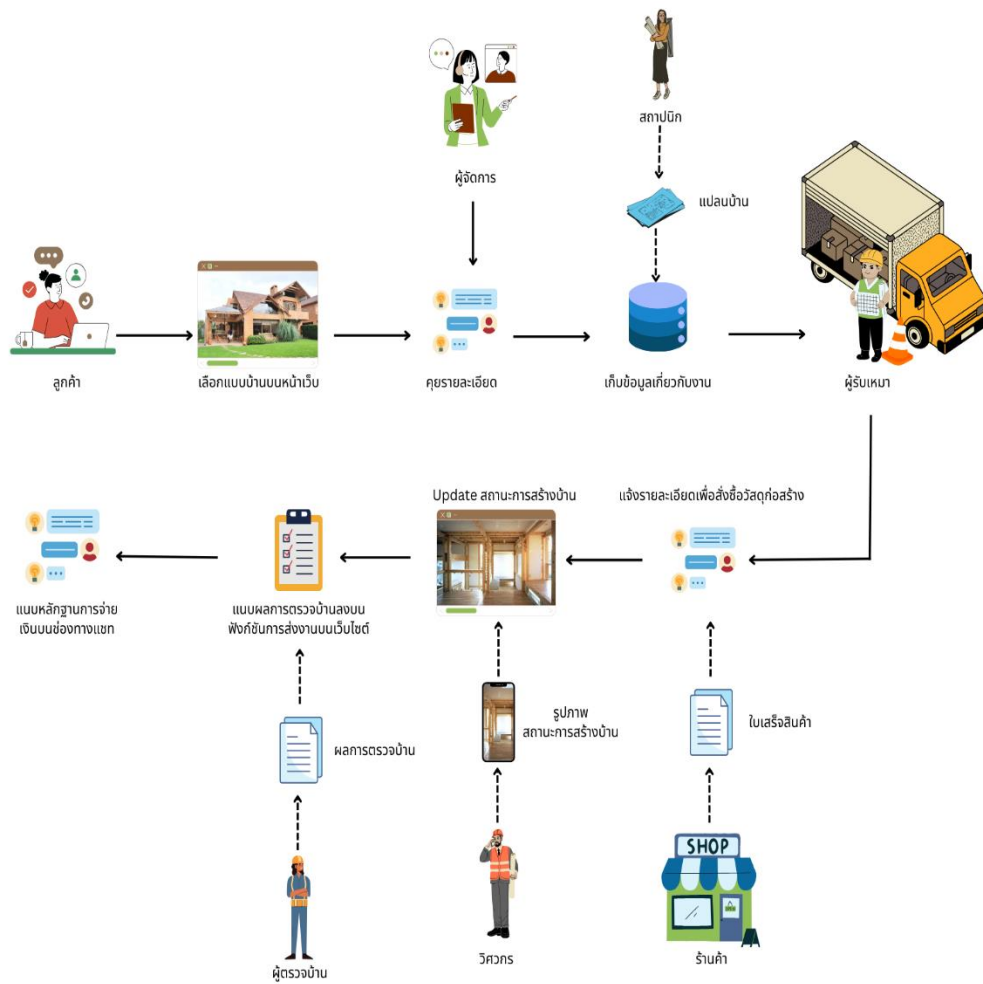 สถาปนิก
ผู้จัดการ
แปลนบ้าน
ลูกค้า
เลือกแบบบ้านบนหน้าเว็บ
คุยรายละเอียด
เก็บข้อมูลเกี่ยวกับงาน
ผู้รับเหมา
Update สถานะการสร้างบ้าน
แจ้งรายละเอียดเพื่อสั่งซื้อวัสดุก่อสร้าง
แนบหลักฐานการจ่าย
เงินบนช่องทางแชท
แนบผลการตรวจบ้านลงบน
ฟังก์ชันการส่งงานบนเว็บไซต์
ผลการตรวจบ้าน
รูปภาพ
สถานะการสร้างบ้าน
ใบเสร็จสินค้า
SHOP
ผู้ตรวจบ้าน
วิศวกร
ร้านค้า